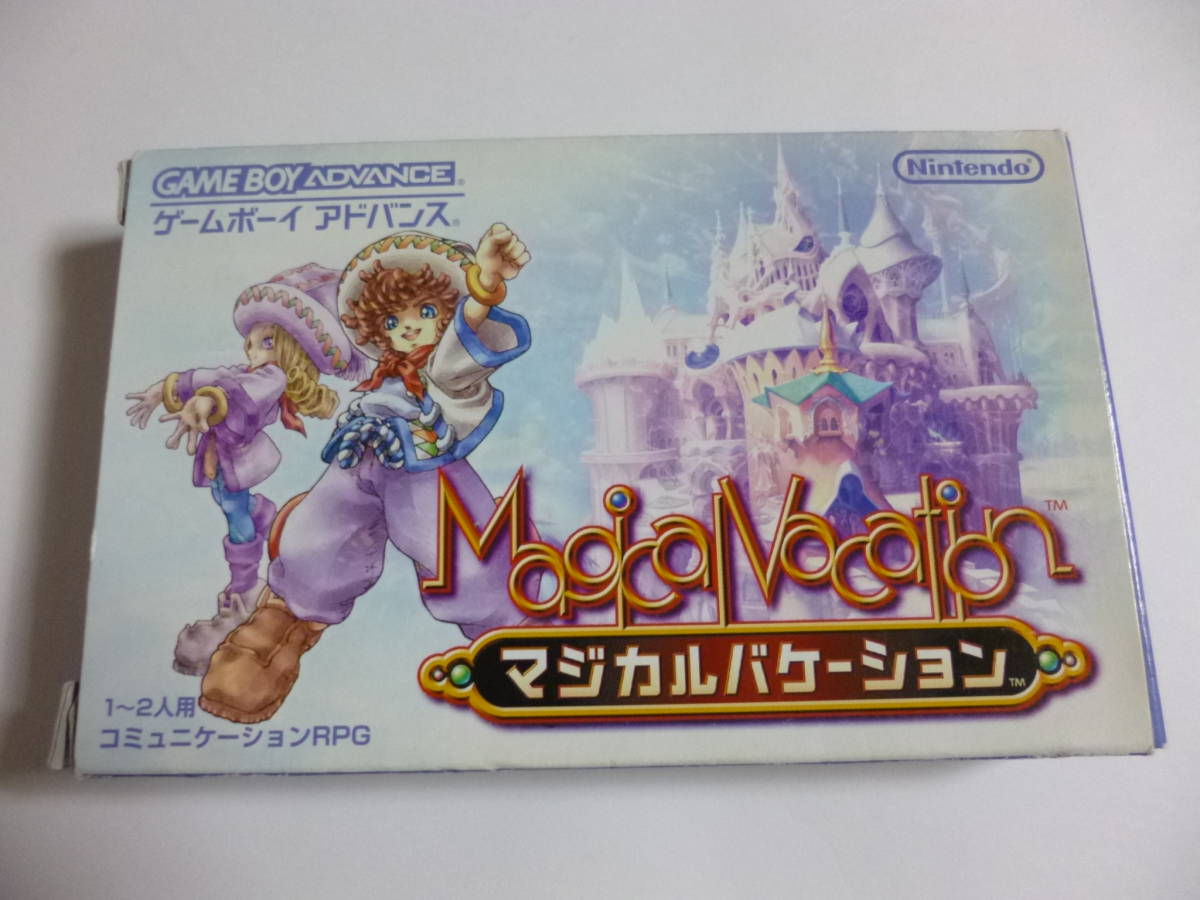 GAME BOY ADVANCE®
ゲームボーイ アドバンス®
Nintendo®
Magical Vacation™
マジカルバケーション™
1〜2人用
コミュニケーションRPG